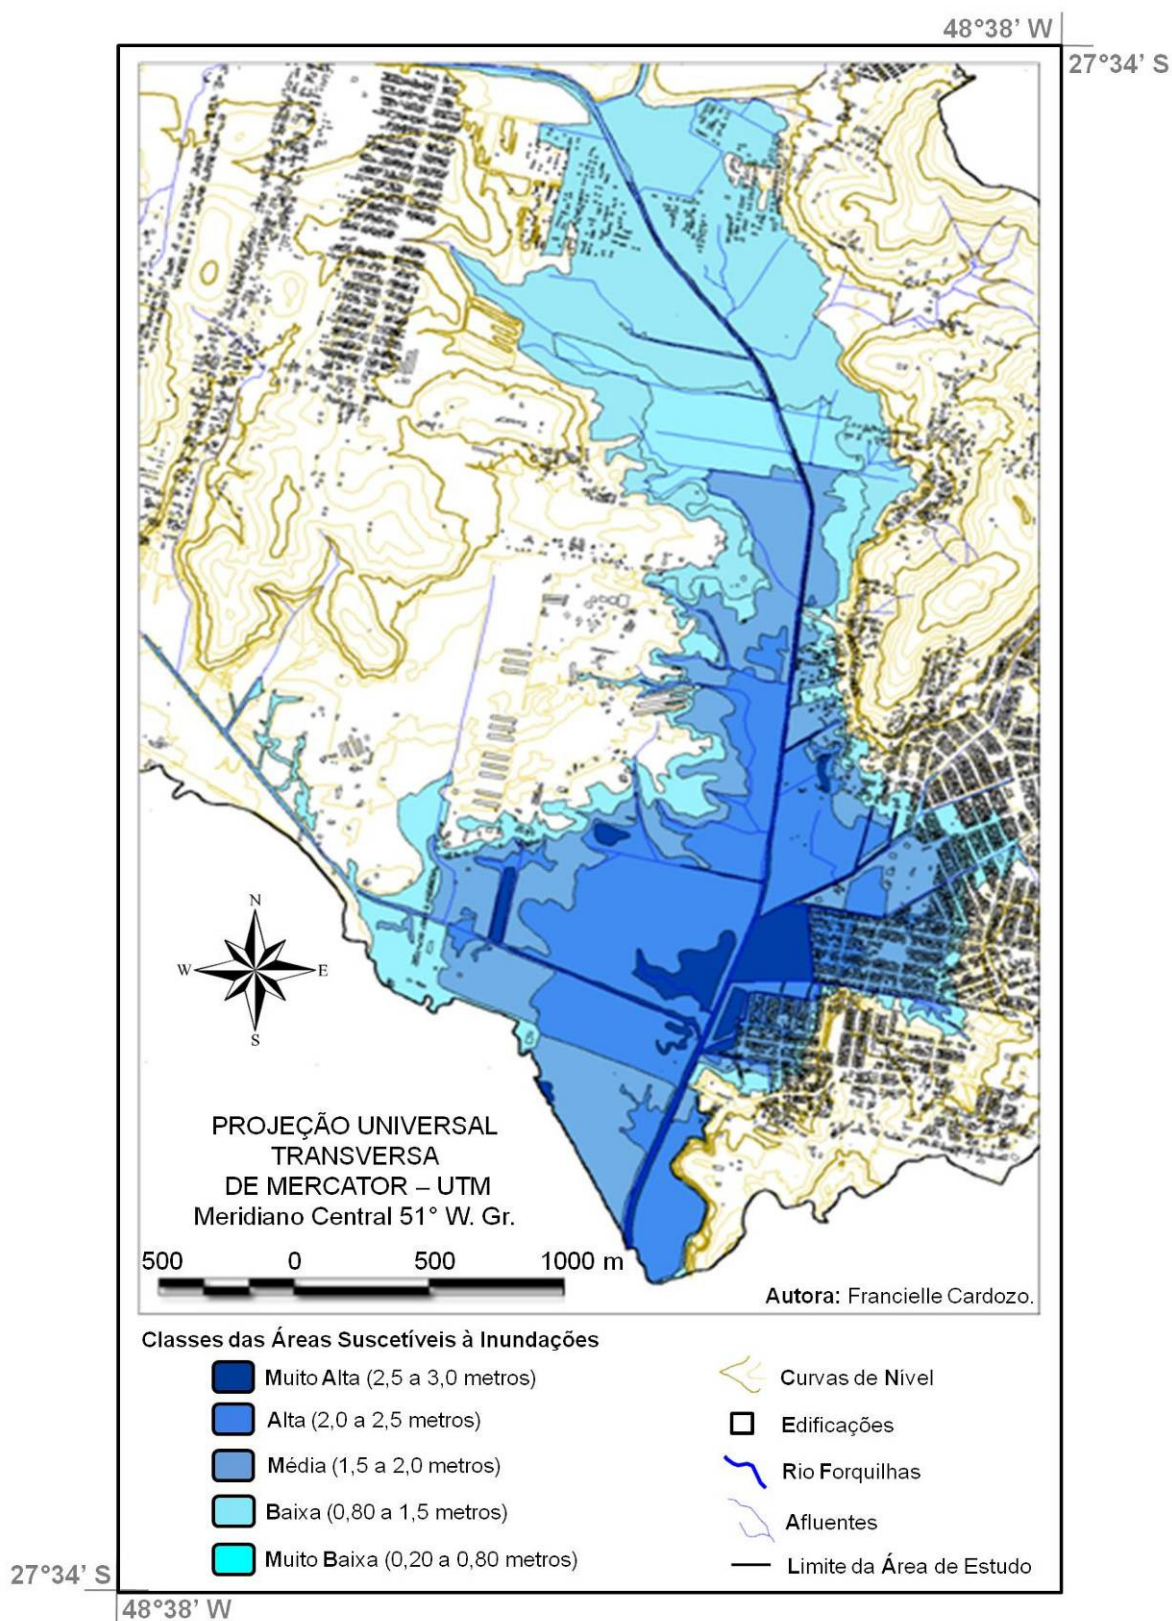 48°38’ W
27°34’ S
N
W
E
S
PROJEÇÃO UNIVERSAL
TRANSVERSA
DE MERCATOR – UTM
Meridiano Central 51° W. Gr.
500 0 500 1000 m
Autora: Francielle Cardozo.
Classes das Áreas Suscetíveis à Inundações
Muito Alta (2,5 a 3,0 metros)
Alta (2,0 a 2,5 metros)
Média (1,5 a 2,0 metros)
Baixa (0,80 a 1,5 metros)
Muito Baixa (0,20 a 0,80 metros)
Curvas de Nível
Edificações
Rio Forquilhas
Afluentes
Limite da Área de Estudo
27°34’ S
48°38’ W